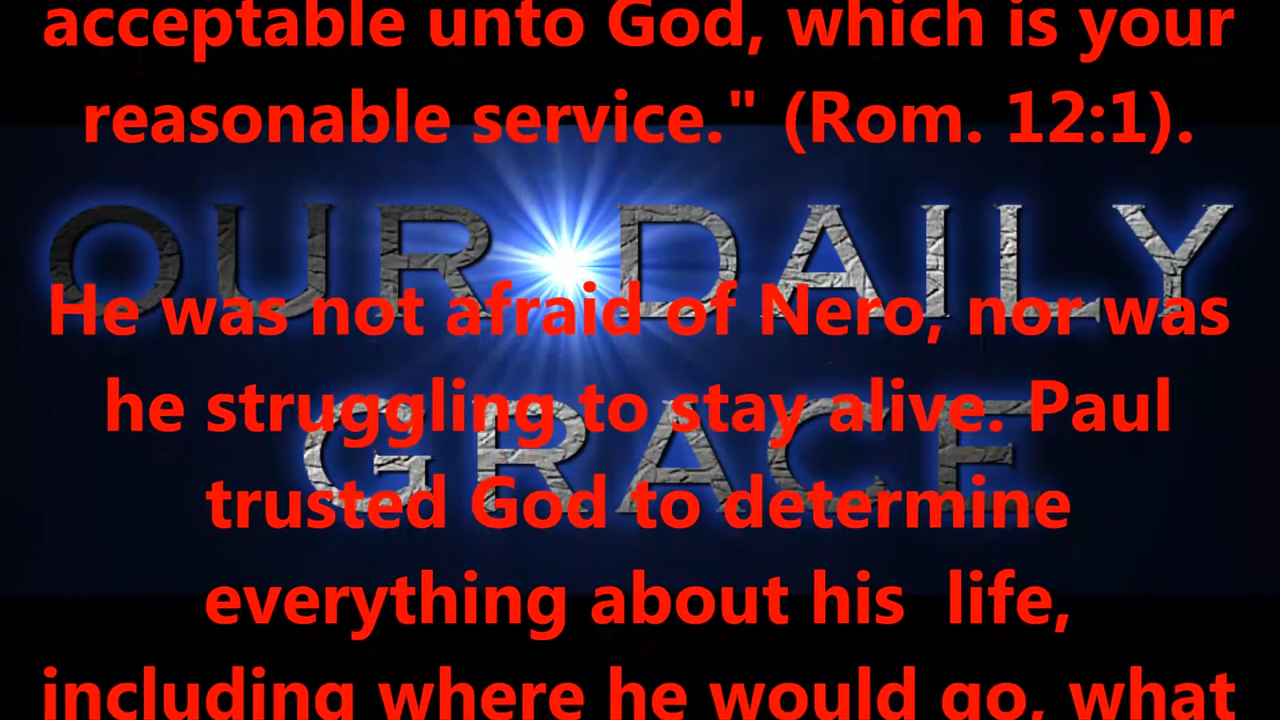 acceptable unto God, which is your
reasonable service." (Rom. 12:1).
OUR DAILY
He was not afraid of Nero, nor was
he struggling to stay alive. Paul
GRACE
trusted God to determine
everything about his  life,
including where he would go, what